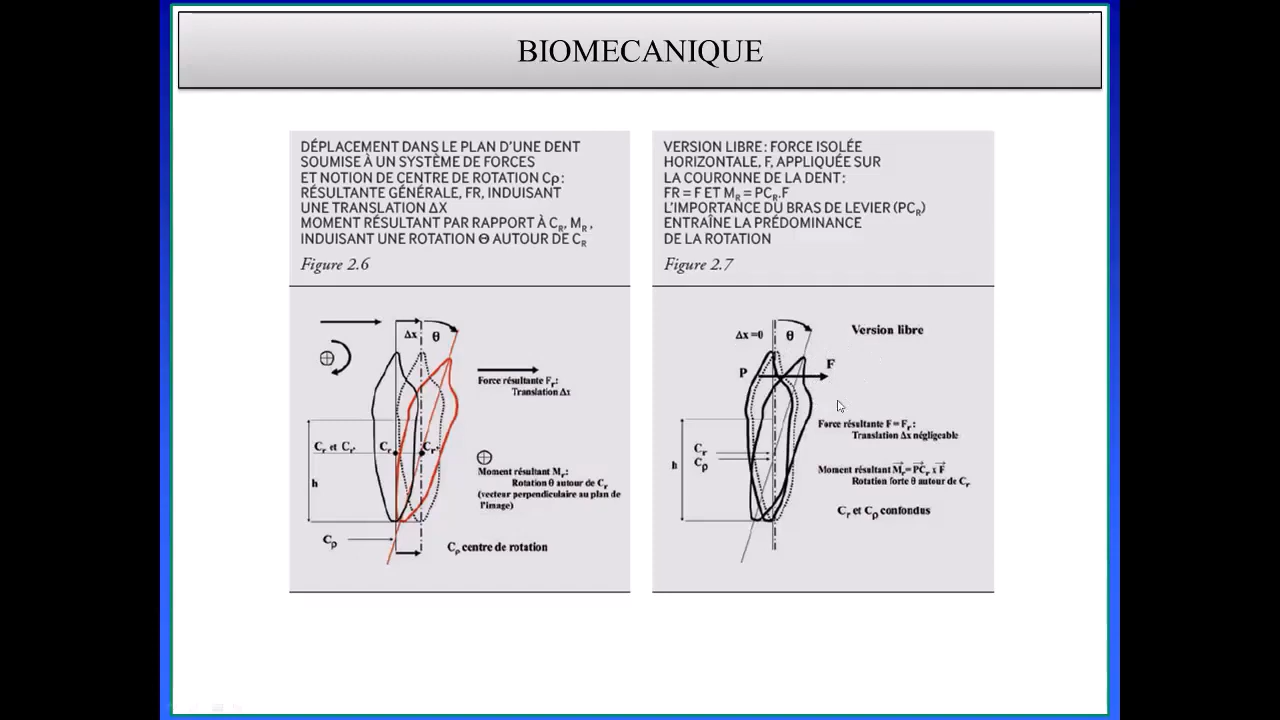 BIOMECANIQUE
DÉPLACEMENT DANS LE PLAN D'UNE DENT
SOUMISE À UN SYSTÈME DE FORCES
ET NOTION DE CENTRE DE ROTATION Cρ :
RÉSULTANTE GÉNÉRALE, FR, INDUISANT
UNE TRANSLATION ΔX
MOMENT RÉSULTANT PAR RAPPORT À CR, MR,
INDUISANT UNE ROTATION Θ AUTOUR DE CR
Figure 2.6
Δx θ
Force résultante Fr:
Translation Δx
Cr et Cr'
Cr
Cr'
h
Moment résultant Mr:
Rotation θ autour de Cr
(vecteur perpendiculaire au plan de
l'image)
Cρ
Cρ centre de rotation
VERSION LIBRE : FORCE ISOLÉE
HORIZONTALE, F, APPLIQUÉE SUR
LA COURONNE DE LA DENT :
FR = F ET MR = PCR.F
L'IMPORTANCE DU BRAS DE LEVIER (PCR)
ENTRAÎNE LA PRÉDOMINANCE
DE LA ROTATION
Figure 2.7
Δx =0 θ
Version libre
P
F
Force résultante F = Fr :
Translation Δx négligeable
Cr
Cρ
h
Moment résultant Mr= PCr x F
Rotation forte θ autour de Cr
Cr et Cρ confondus